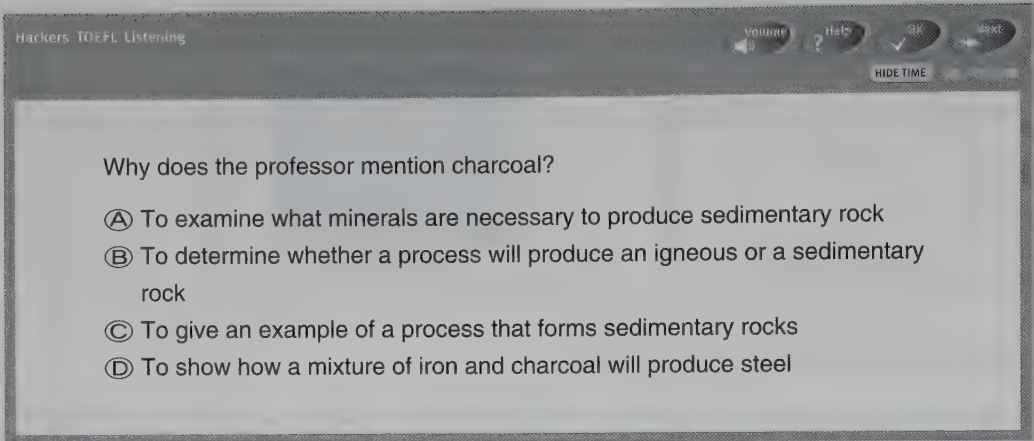 Hackers TOEFL Listening
Volume Help OK Next
HIDE TIME
Why does the professor mention charcoal?
Ⓐ To examine what minerals are necessary to produce sedimentary rock
Ⓑ To determine whether a process will produce an igneous or a sedimentary
rock
Ⓒ To give an example of a process that forms sedimentary rocks
Ⓓ To show how a mixture of iron and charcoal will produce steel